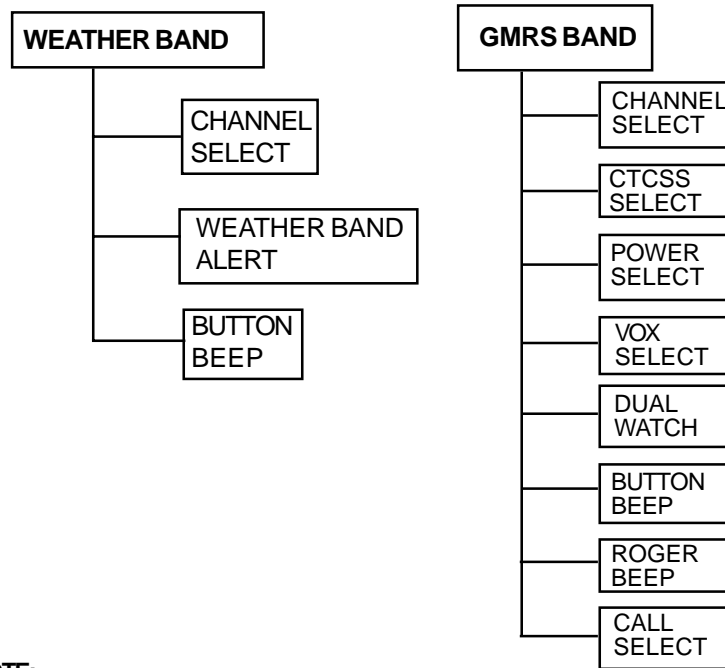 WEATHER BAND
CHANNEL
SELECT
WEATHER BAND
ALERT
BUTTON
BEEP
GMRS BAND
CHANNEL
SELECT
CTCSS
SELECT
POWER
SELECT
VOX
SELECT
DUAL
WATCH
BUTTON
BEEP
ROGER
BEEP
CALL
SELECT